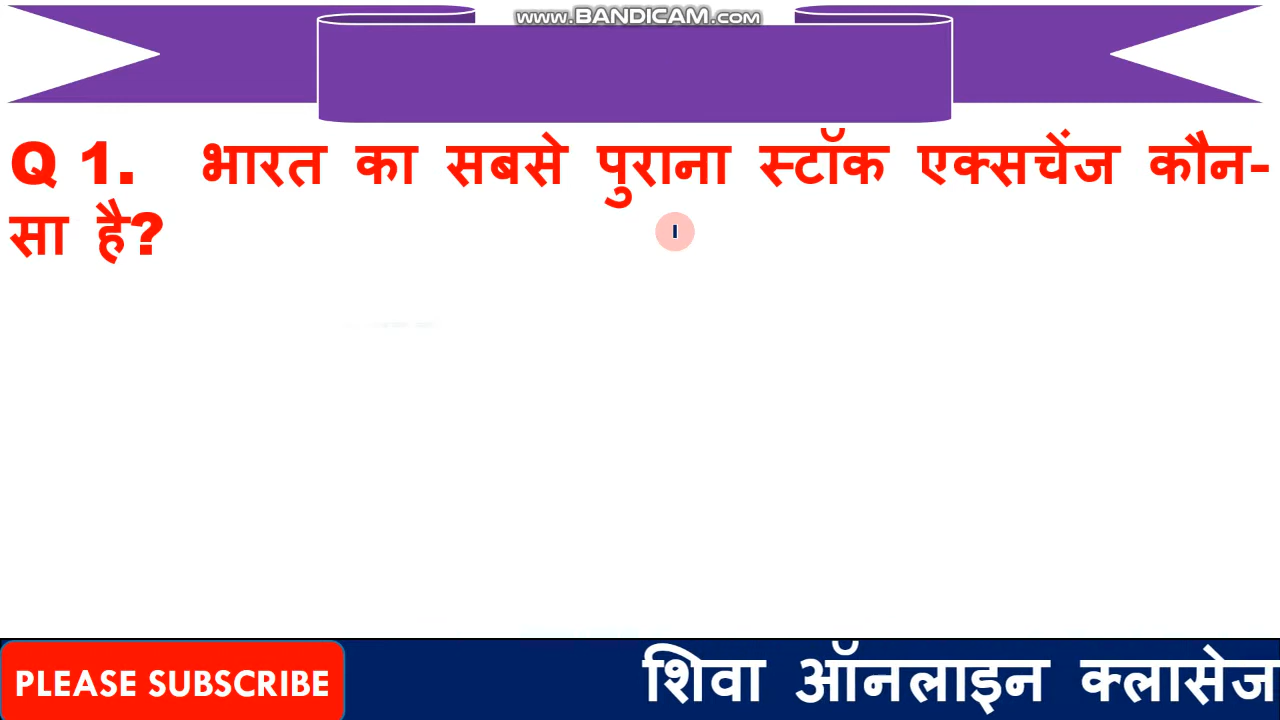 www.BANDICAM.com
Q 1. भारत का सबसे पुराना स्टॉक एक्सचेंज कौन-
सा है?
PLEASE SUBSCRIBE
शिवा ऑनलाइन क्लासेज